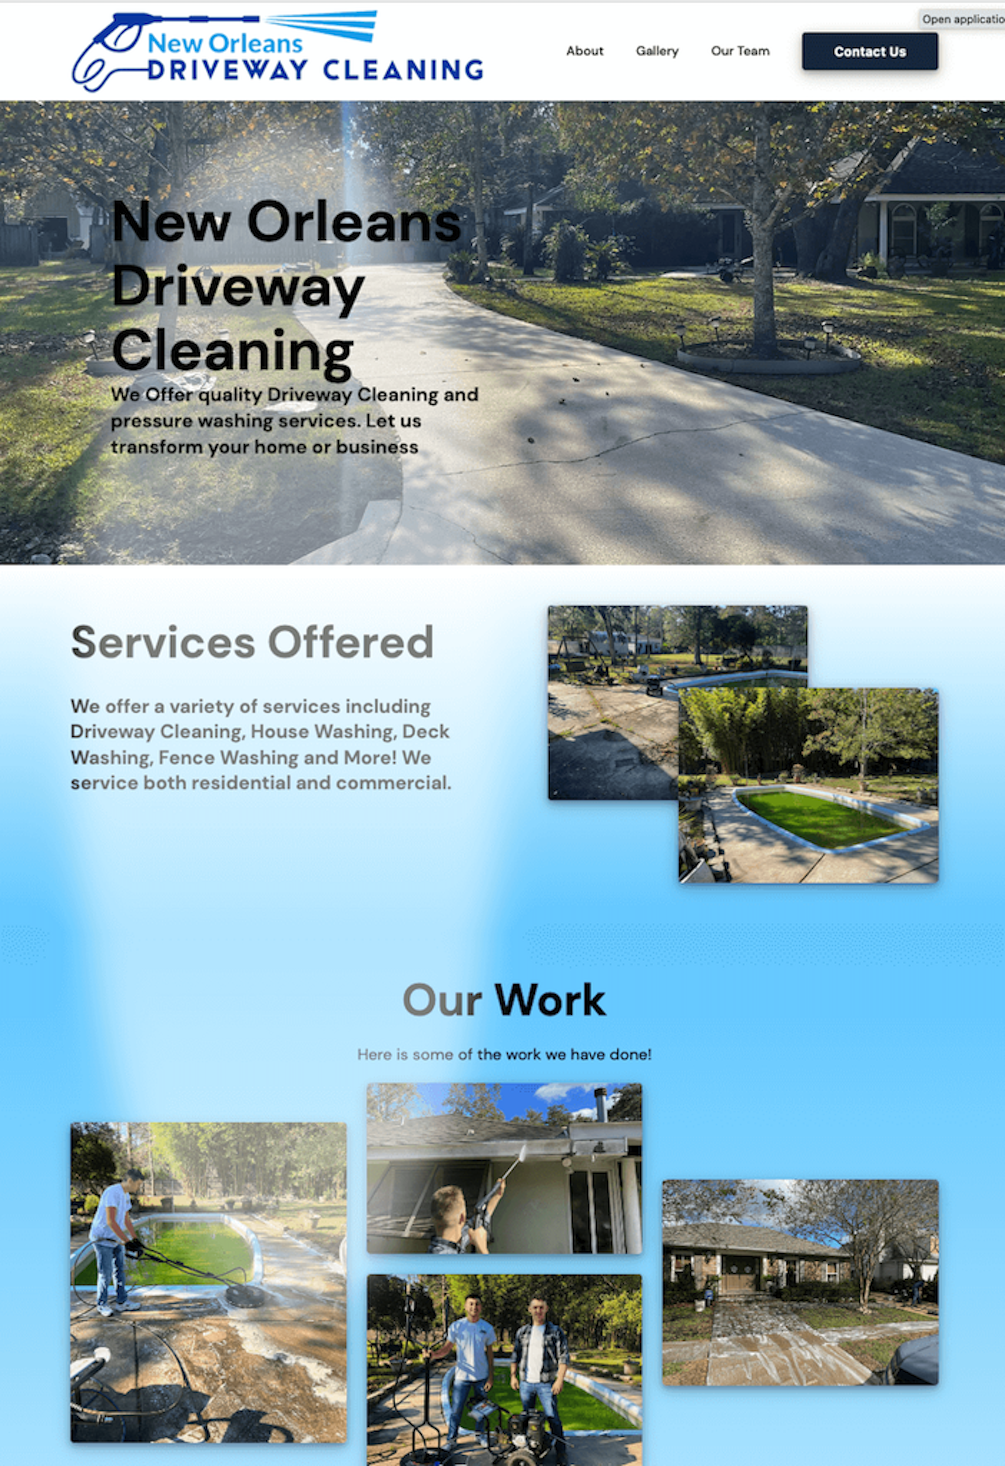 New Orleans
DRIVEWAY CLEANING
About
Gallery
Our Team
Contact Us
Open applicatio
New Orleans
Driveway
Cleaning
We Offer quality Driveway Cleaning and
pressure washing services. Let us
transform your home or business
Services Offered
We offer a variety of services including
Driveway Cleaning, House Washing, Deck
Washing, Fence Washing and More! We
service both residential and commercial.
Our Work
Here is some of the work we have done!